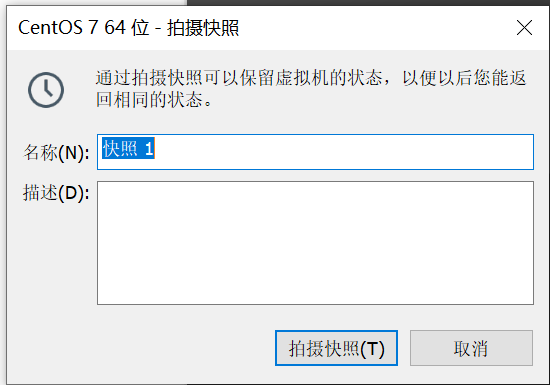 CentOS 7 64 位 - 拍摄快照
通过拍摄快照可以保留虚拟机的状态，以便以后您能返
回相同的状态。
名称(N): 快照 1
描述(D):
拍摄快照(T) 取消